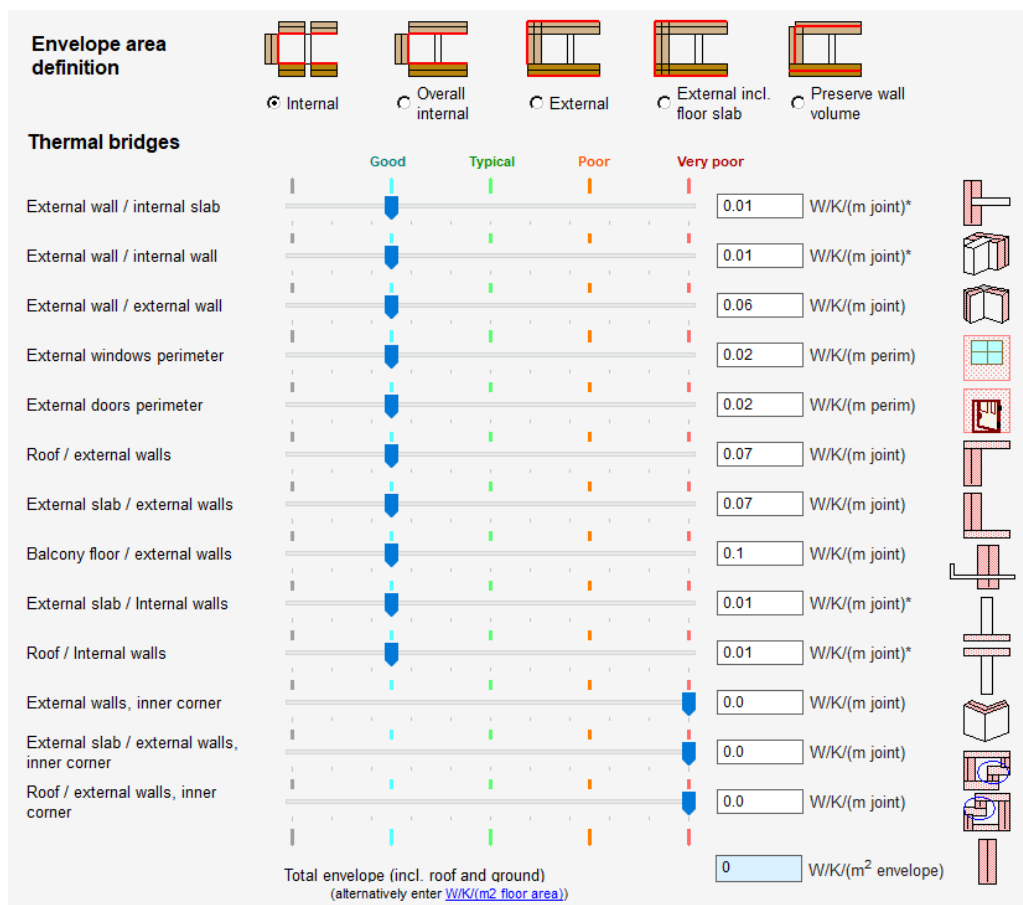 Envelope area
definition
Internal
Overall
internal
External
External incl.
floor slab
Preserve wall
volume
Thermal bridges
Good Typical Poor Very poor
External wall / internal slab 0.01 W/K/(m joint)*
External wall / internal wall 0.01 W/K/(m joint)*
External wall / external wall 0.06 W/K/(m joint)
External windows perimeter 0.02 W/K/(m perim)
External doors perimeter 0.02 W/K/(m perim)
Roof / external walls 0.07 W/K/(m joint)
External slab / external walls 0.07 W/K/(m joint)
Balcony floor / external walls 0.1 W/K/(m joint)
External slab / Internal walls 0.01 W/K/(m joint)*
Roof / Internal walls 0.01 W/K/(m joint)*
External walls, inner corner 0.0 W/K/(m joint)
External slab / external walls,
inner corner 0.0 W/K/(m joint)
Roof / external walls, inner
corner 0.0 W/K/(m joint)
Total envelope (incl. roof and ground) 0 W/K/(m² envelope)
(alternatively enter W/K/(m2 floor area))